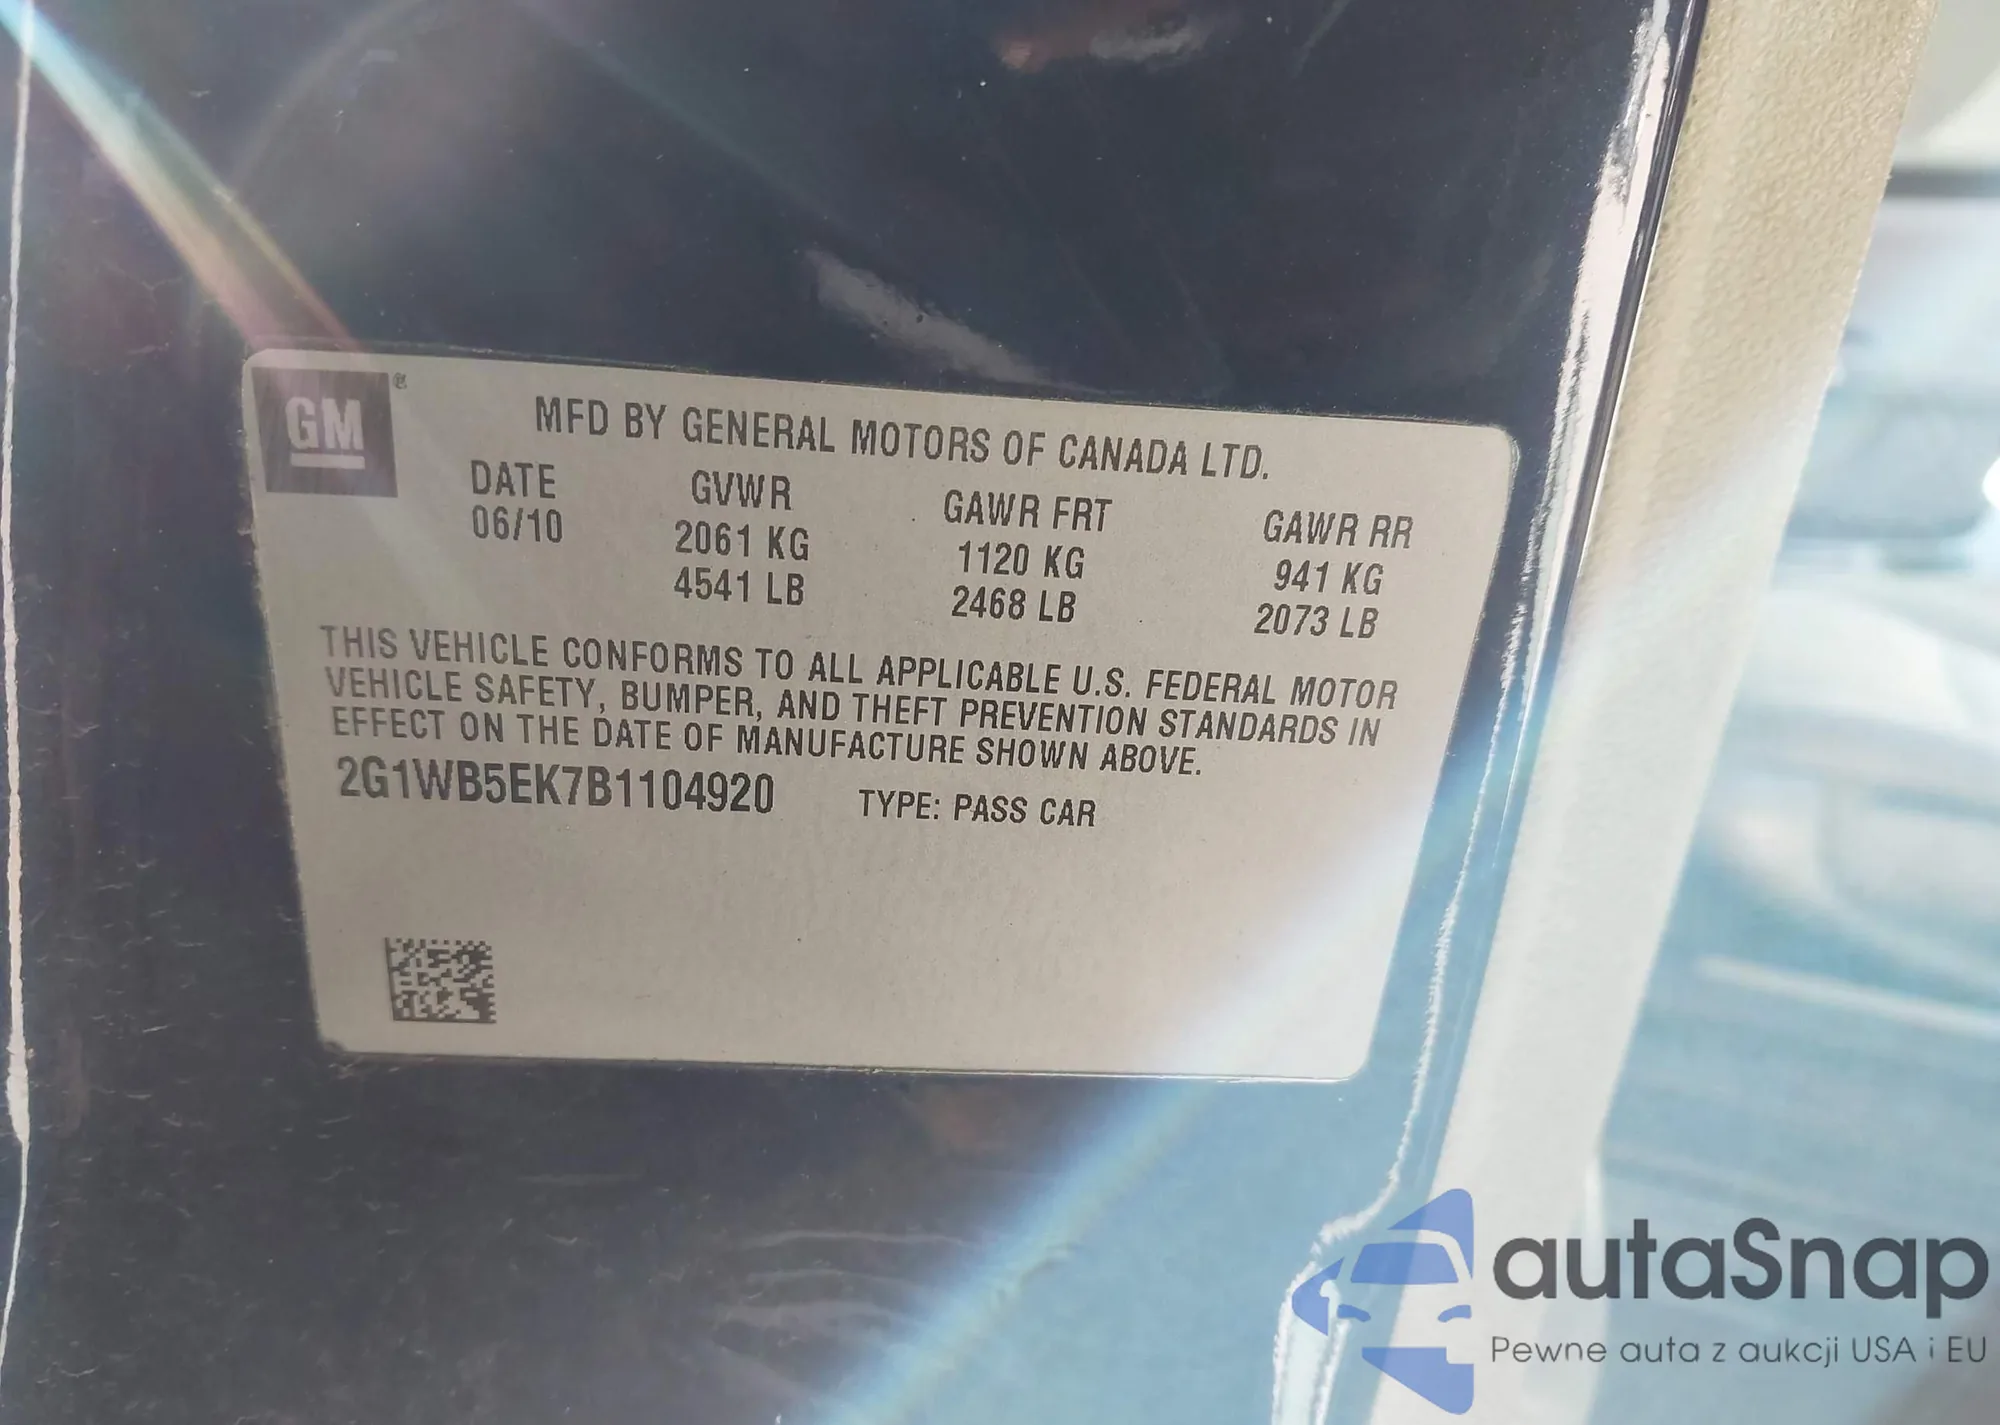 GM
MFD BY GENERAL MOTORS OF CANADA LTD.
DATE GVWR GAWR FRT GAWR RR
06/10 2061 KG 1120 KG 941 KG
4541 LB 2468 LB 2073 LB
THIS VEHICLE CONFORMS TO ALL APPLICABLE U.S. FEDERAL MOTOR
VEHICLE SAFETY, BUMPER, AND THEFT PREVENTION STANDARDS IN
EFFECT ON THE DATE OF MANUFACTURE SHOWN ABOVE.
2G1WB5EK7B1104920 TYPE: PASS CAR
autaSnap
Pewne auta z aukcji USA i EU